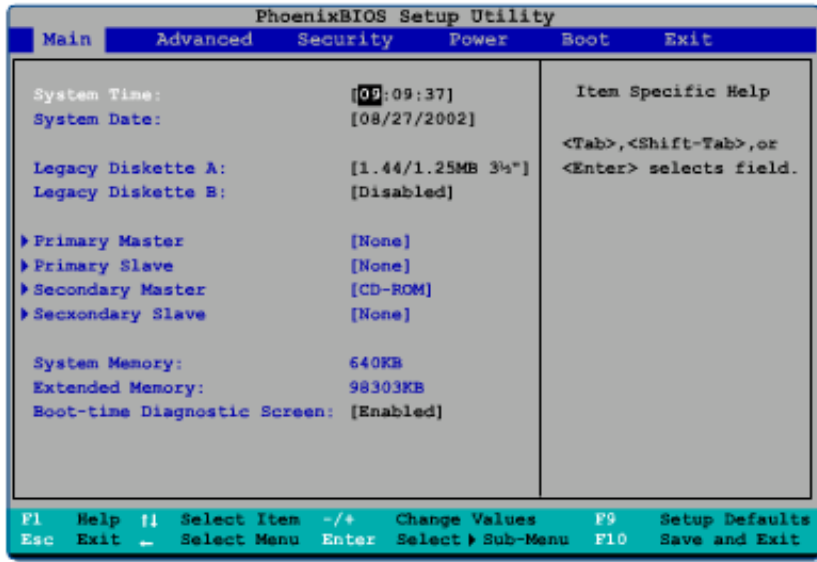 PhoenixBIOS Setup Utility
Main Advanced Security Power Boot Exit
System Time: [09:09:37]
System Date: [08/27/2002]
Legacy Diskette A: [1.44/1.25MB 3½"]
Legacy Diskette B: [Disabled]
Primary Master [None]
Primary Slave [None]
Secondary Master [CD-ROM]
Secxondary Slave [None]
System Memory: 640KB
Extended Memory: 98303KB
Boot-time Diagnostic Screen: [Enabled]
Item Specific Help
<Tab>,<Shift-Tab>,or
<Enter> selects field.
F1 Help ↑↓ Select Item -/+ Change Values F9 Setup Defaults
Esc Exit ← Select Menu Enter Select ▶ Sub-Menu F10 Save and Exit